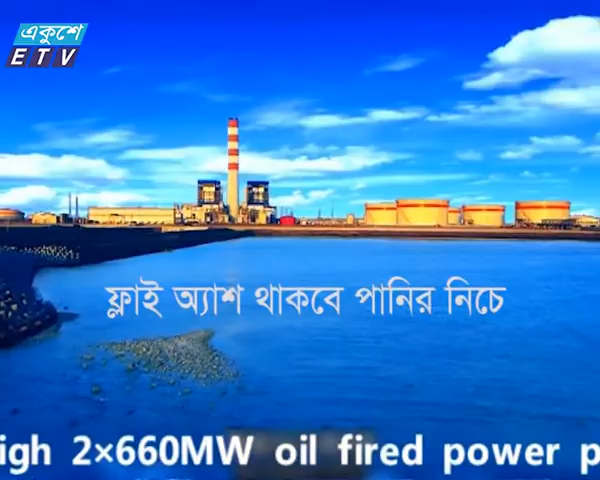 একুশে
ETV
ফ্লাই অ্যাশ থাকবে পানির নিচে
igh 2×660MW oil fired power p